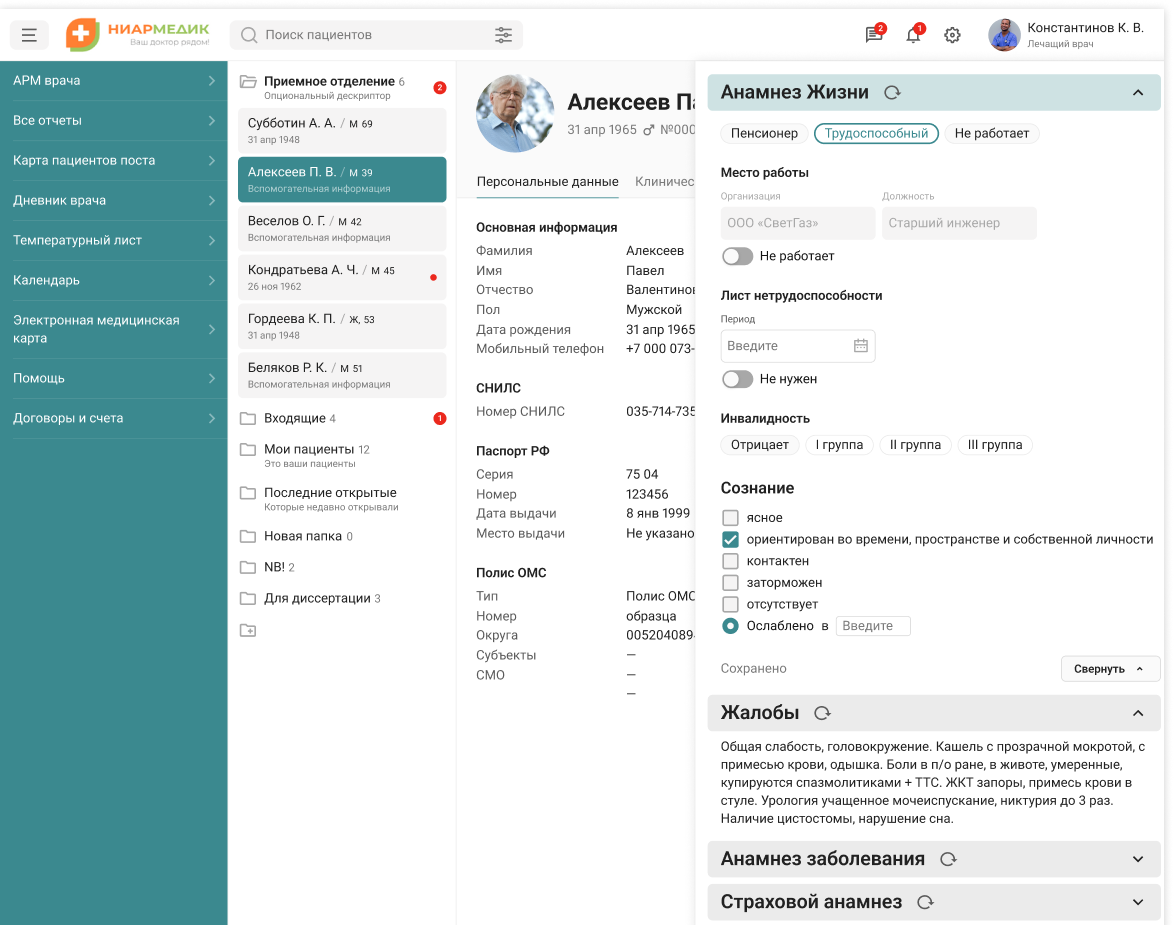 НИАРМЕДИК
Ваш доктор рядом!
Поиск пациентов
2
1
Константинов К. В.
Лечащий врач
АРМ врача
Все отчеты
Карта пациентов поста
Дневник врача
Температурный лист
Календарь
Электронная медицинская
карта
Помощь
Договоры и счета
Приемное отделение 6
2
Опциональный дескриптор
Субботин А. А. / М 69
31 апр 1948
Алексеев П. В. / М 39
Вспомогательная информация
Веселов О. Г. / М 42
Вспомогательная информация
Кондратьева А. Ч. / М 45
26 ноя 1962
Гордеева К. П. / Ж, 53
31 апр 1948
Беляков Р. К. / М 51
Вспомогательная информация
Входящие 4
1
Мои пациенты 12
Это ваши пациенты
Последние открытые
Которые недавно открывали
Новая папка 0
NB! 2
Для диссертации 3
Алексеев Па
31 апр 1965 ♂ №000
Персональные данные Клиничес
Основная информация
Фамилия Алексеев
Имя Павел
Отчество Валентинов
Пол Мужской
Дата рождения 31 апр 1965
Мобильный телефон +7 000 073-
СНИЛС
Номер СНИЛС 035-714-735
Паспорт РФ
Серия 75 04
Номер 123456
Дата выдачи 8 янв 1999
Место выдачи Не указано
Полис ОМС
Тип Полис ОМС
Номер образца
Округа 005204089
Субъекты —
СМО —
—
Анамнез Жизни
Пенсионер Трудоспособный Не работает
Место работы
Организация Должность
ООО «СветГаз» Старший инженер
Не работает
Лист нетрудоспособности
Период
Введите
Не нужен
Инвалидность
Отрицает I группа II группа III группа
Сознание
ясное
ориентирован во времени, пространстве и собственной личности
контактен
заторможен
отсутствует
Ослаблено в Введите
Сохранено Свернуть
Жалобы
Общая слабость, головокружение. Кашель с прозрачной мокротой, с
примесью крови, одышка. Боли в п/о ране, в животе, умеренные,
купируются спазмолитиками + ТТС. ЖКТ запоры, примесь крови в
стуле. Урология учащенное мочеиспускание, никтурия до 3 раз.
Наличие цистостомы, нарушение сна.
Анамнез заболевания
Страховой анамнез